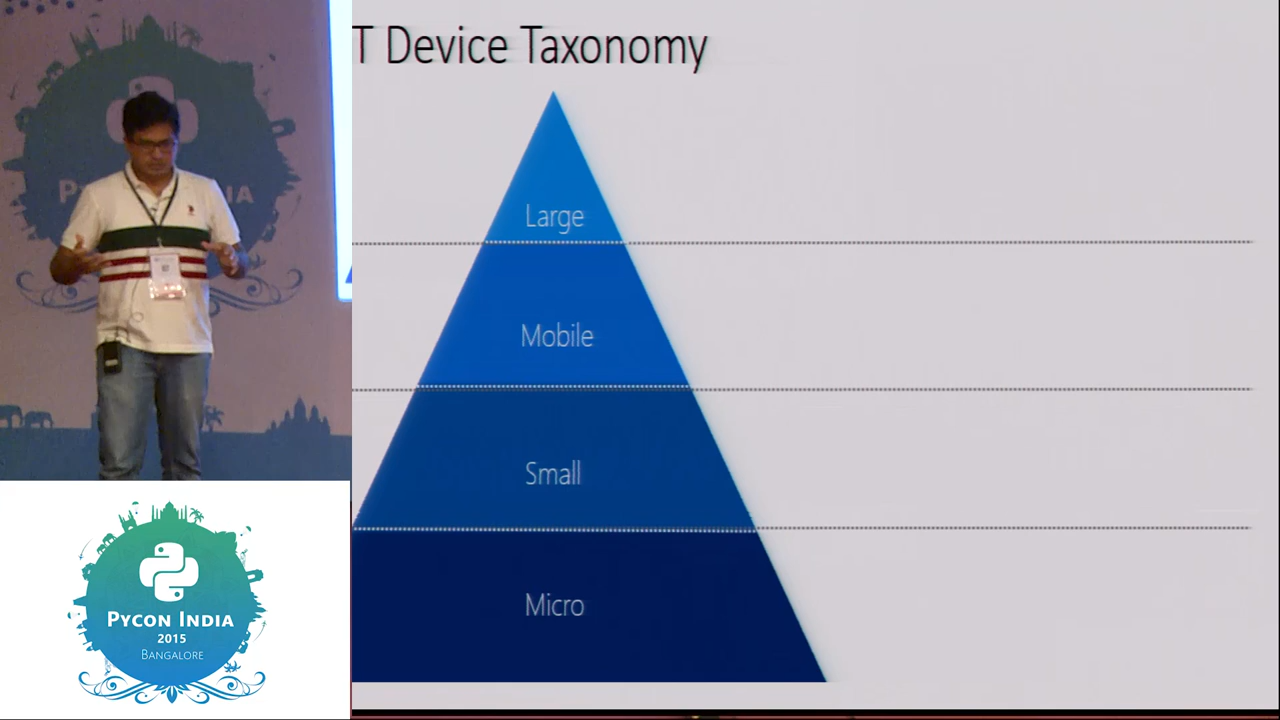 T Device Taxonomy
Large
Mobile
Small
Micro
PYCON INDIA
2015
BANGALORE